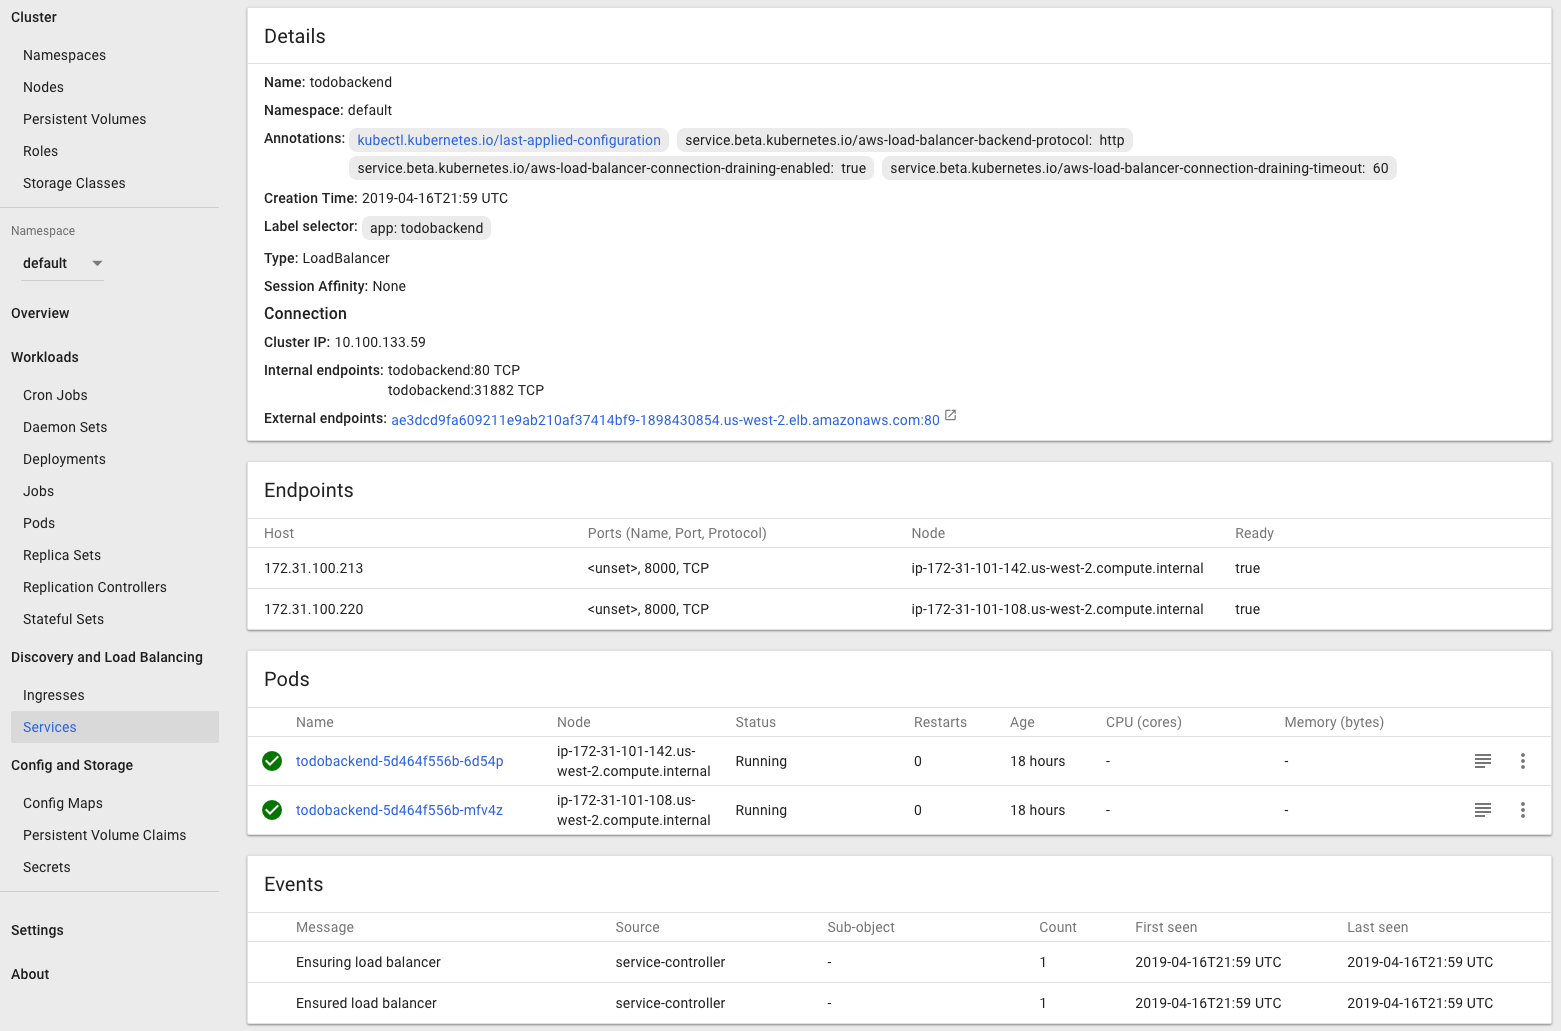 Cluster
Namespaces
Nodes
Persistent Volumes
Roles
Storage Classes
Namespace
default
Overview
Workloads
Cron Jobs
Daemon Sets
Deployments
Jobs
Pods
Replica Sets
Replication Controllers
Stateful Sets
Discovery and Load Balancing
Ingresses
Services
Config and Storage
Config Maps
Persistent Volume Claims
Secrets
Settings
About
Details
Name: todobackend
Namespace: default
Annotations: kubectl.kubernetes.io/last-applied-configuration service.beta.kubernetes.io/aws-load-balancer-backend-protocol: http
service.beta.kubernetes.io/aws-load-balancer-connection-draining-enabled: true service.beta.kubernetes.io/aws-load-balancer-connection-draining-timeout: 60
Creation Time: 2019-04-16T21:59 UTC
Label selector: app: todobackend
Type: LoadBalancer
Session Affinity: None
Connection
Cluster IP: 10.100.133.59
Internal endpoints: todobackend:80 TCP
todobackend:31882 TCP
External endpoints: ae3dcd9fa609211e9ab210af37414bf9-1898430854.us-west-2.elb.amazonaws.com:80
Endpoints
Host Ports (Name, Port, Protocol) Node Ready
172.31.100.213 <unset>, 8000, TCP ip-172-31-101-142.us-west-2.compute.internal true
172.31.100.220 <unset>, 8000, TCP ip-172-31-101-108.us-west-2.compute.internal true
Pods
Name Node Status Restarts Age CPU (cores) Memory (bytes)
todobackend-5d464f556b-6d54p ip-172-31-101-142.us-west-2.compute.internal Running 0 18 hours - -
todobackend-5d464f556b-mfv4z ip-172-31-101-108.us-west-2.compute.internal Running 0 18 hours - -
Events
Message Source Sub-object Count First seen Last seen
Ensuring load balancer service-controller - 1 2019-04-16T21:59 UTC 2019-04-16T21:59 UTC
Ensured load balancer service-controller - 1 2019-04-16T21:59 UTC 2019-04-16T21:59 UTC